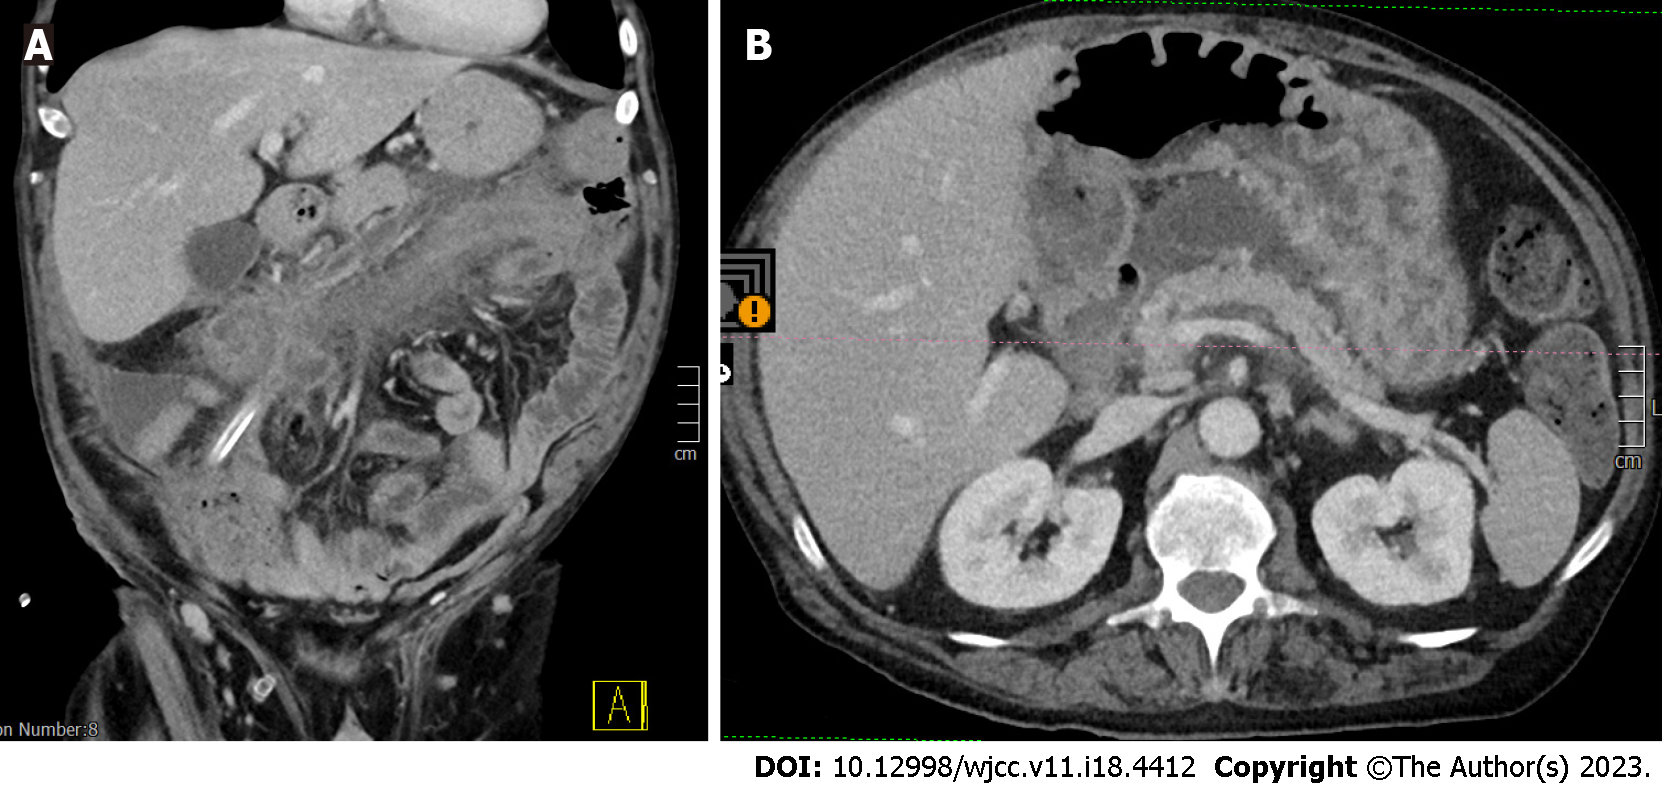 A
B
!
cm
L
cm
A
on Number:8
DOI: 10.12998/wjcc.v11.i18.4412 Copyright ©The Author(s) 2023.